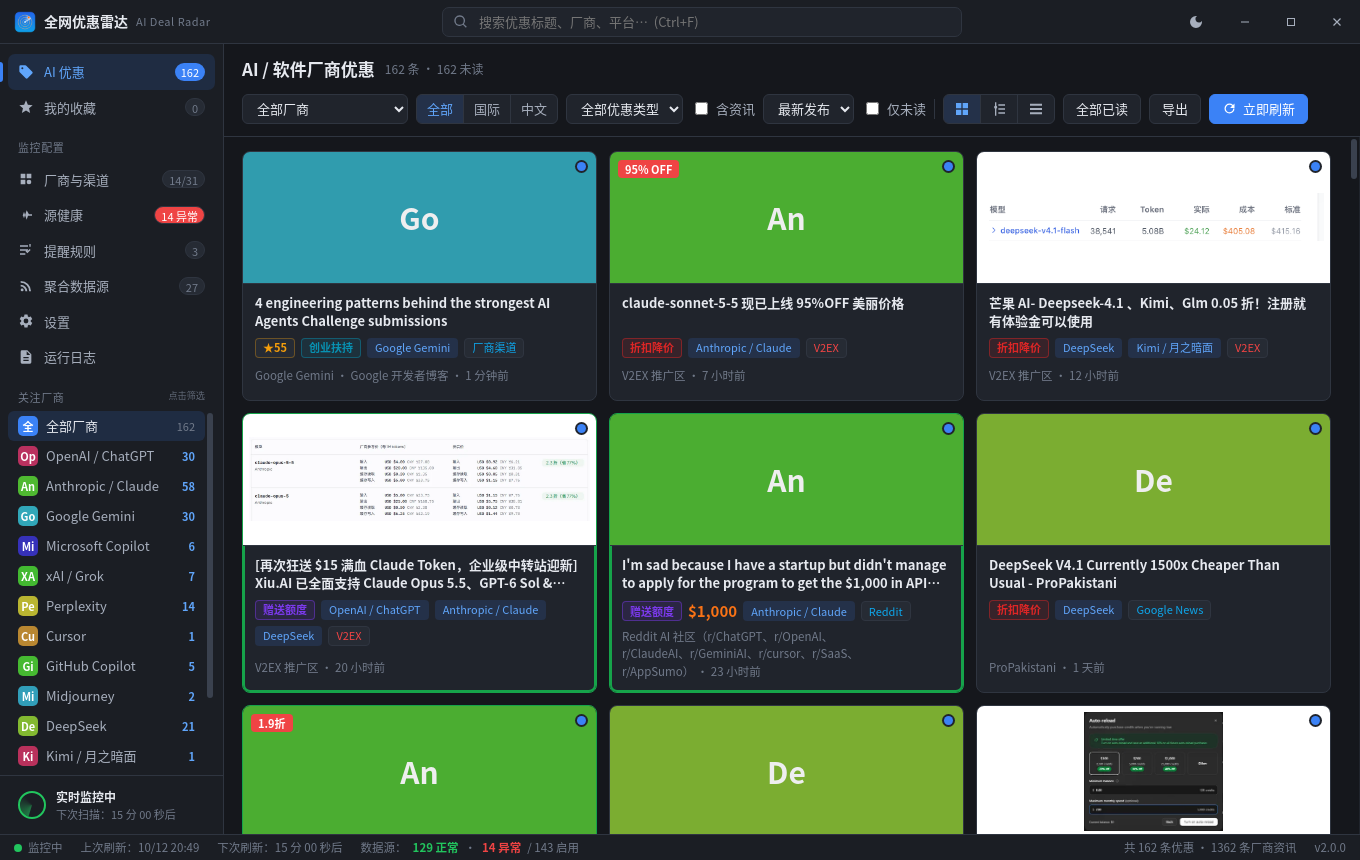 全网优惠雷达 AI Deal Radar
搜索优惠标题、厂商、平台… (Ctrl+F)
AI 优惠 162
我的收藏 0
监控配置
厂商与渠道 14/31
源健康 14 异常
提醒规则 3
聚合数据源 27
设置
运行日志
关注厂商 点击筛选
全 全部厂商 162
Op OpenAI / ChatGPT 30
An Anthropic / Claude 58
Go Google Gemini 30
Mi Microsoft Copilot 6
XA xAI / Grok 7
Pe Perplexity 14
Cu Cursor 1
Gi GitHub Copilot 5
Mi Midjourney 2
De DeepSeek 21
Ki Kimi / 月之暗面 1
实时监控中
下次扫描：15 分 00 秒后
AI / 软件厂商优惠 162 条 · 162 未读
全部厂商 全部 国际 中文 全部优惠类型 含资讯 最新发布 仅未读 全部已读 导出 立即刷新
Go
4 engineering patterns behind the strongest AI
Agents Challenge submissions
★55 创业扶持 Google Gemini 厂商渠道
Google Gemini · Google 开发者博客 · 1 分钟前
95% OFF
An
claude-sonnet-5-5 现已上线 95%OFF 美丽价格
折扣降价 Anthropic / Claude V2EX
V2EX 推广区 · 7 小时前
模型 请求 Token 实际 成本 标准
deepseek-v4.1-flash 38,541 5.08B $24.12 $405.08 $415.16
芒果 AI- Deepseek-4.1 、Kimi、Glm 0.05 折！注册就
有体验金可以使用
折扣降价 DeepSeek Kimi / 月之暗面 V2EX
V2EX 推广区 · 12 小时前
[再次狂送 $15 满血 Claude Token，企业级中转站迎新]
Xiu.AI 已全面支持 Claude Opus 5.5、GPT-6 Sol &…
赠送额度 OpenAI / ChatGPT Anthropic / Claude
DeepSeek V2EX
V2EX 推广区 · 20 小时前
An
I'm sad because I have a startup but didn't manage
to apply for the program to get the $1,000 in API…
赠送额度 $1,000 Anthropic / Claude Reddit
Reddit AI 社区（r/ChatGPT、r/OpenAI、
r/ClaudeAI、r/GeminiAI、r/cursor、r/SaaS、
r/AppSumo） · 23 小时前
De
DeepSeek V4.1 Currently 1500x Cheaper Than
Usual - ProPakistani
折扣降价 DeepSeek Google News
ProPakistani · 1 天前
1.9折
An
De
Auto reload
监控中 上次刷新：10/12 20:49 下次刷新：15 分 00 秒后 数据源： 129 正常 · 14 异常 / 143 启用
共 162 条优惠 · 1362 条厂商资讯 v2.0.0